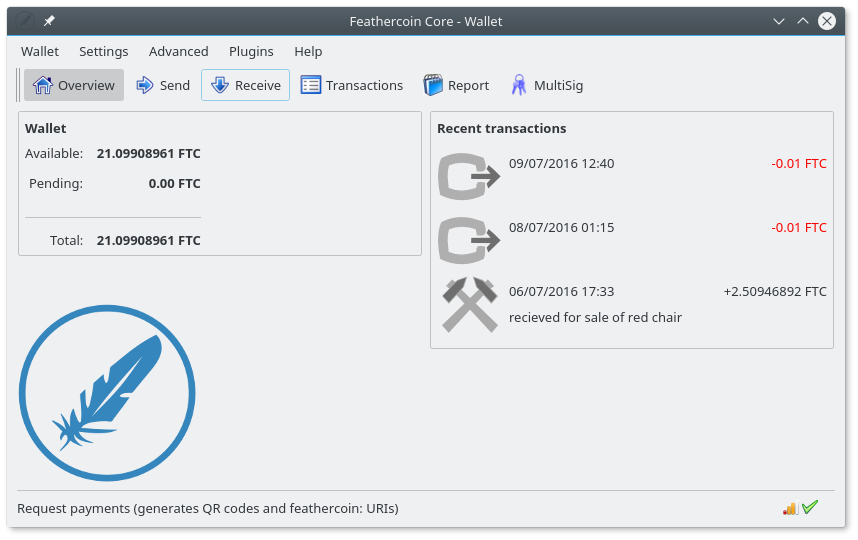 Feathercoin Core - Wallet
Wallet Settings Advanced Plugins Help
Overview Send Receive Transactions Report MultiSig
Wallet
Available: 21.09908961 FTC
Pending: 0.00 FTC
Total: 21.09908961 FTC
Recent transactions
09/07/2016 12:40 -0.01 FTC
08/07/2016 01:15 -0.01 FTC
06/07/2016 17:33 +2.50946892 FTC
recieved for sale of red chair
Request payments (generates QR codes and feathercoin: URIs)